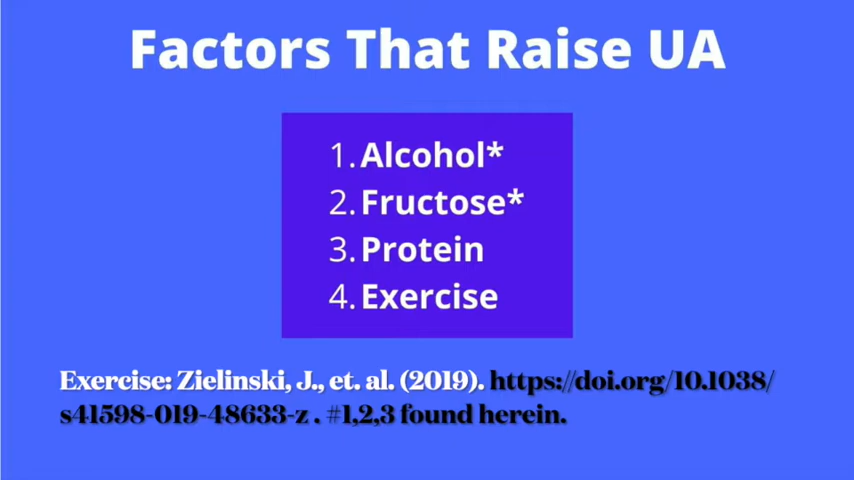 Factors That Raise UA
1. Alcohol*
2. Fructose*
3. Protein
4. Exercise
Exercise: Zielinski, J., et. al. (2019). https://doi.org/10.1038/
s41598-019-48633-z . #1,2,3 found herein.